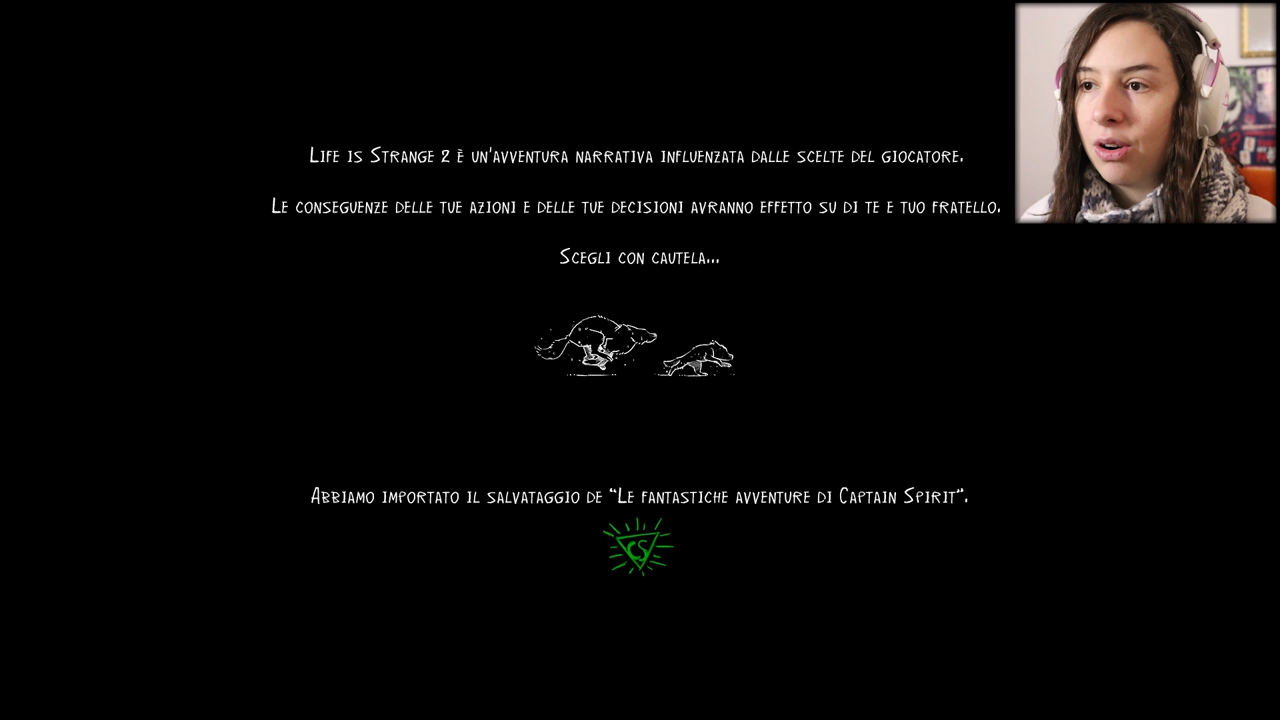 Life is Strange 2 è un'avventura narrativa influenzata dalle scelte del giocatore.
Le conseguenze delle tue azioni e delle tue decisioni avranno effetto su di te e tuo fratello.
Scegli con cautela...
Abbiamo importato il salvataggio de “Le fantastiche avventure di Captain Spirit”.
CS